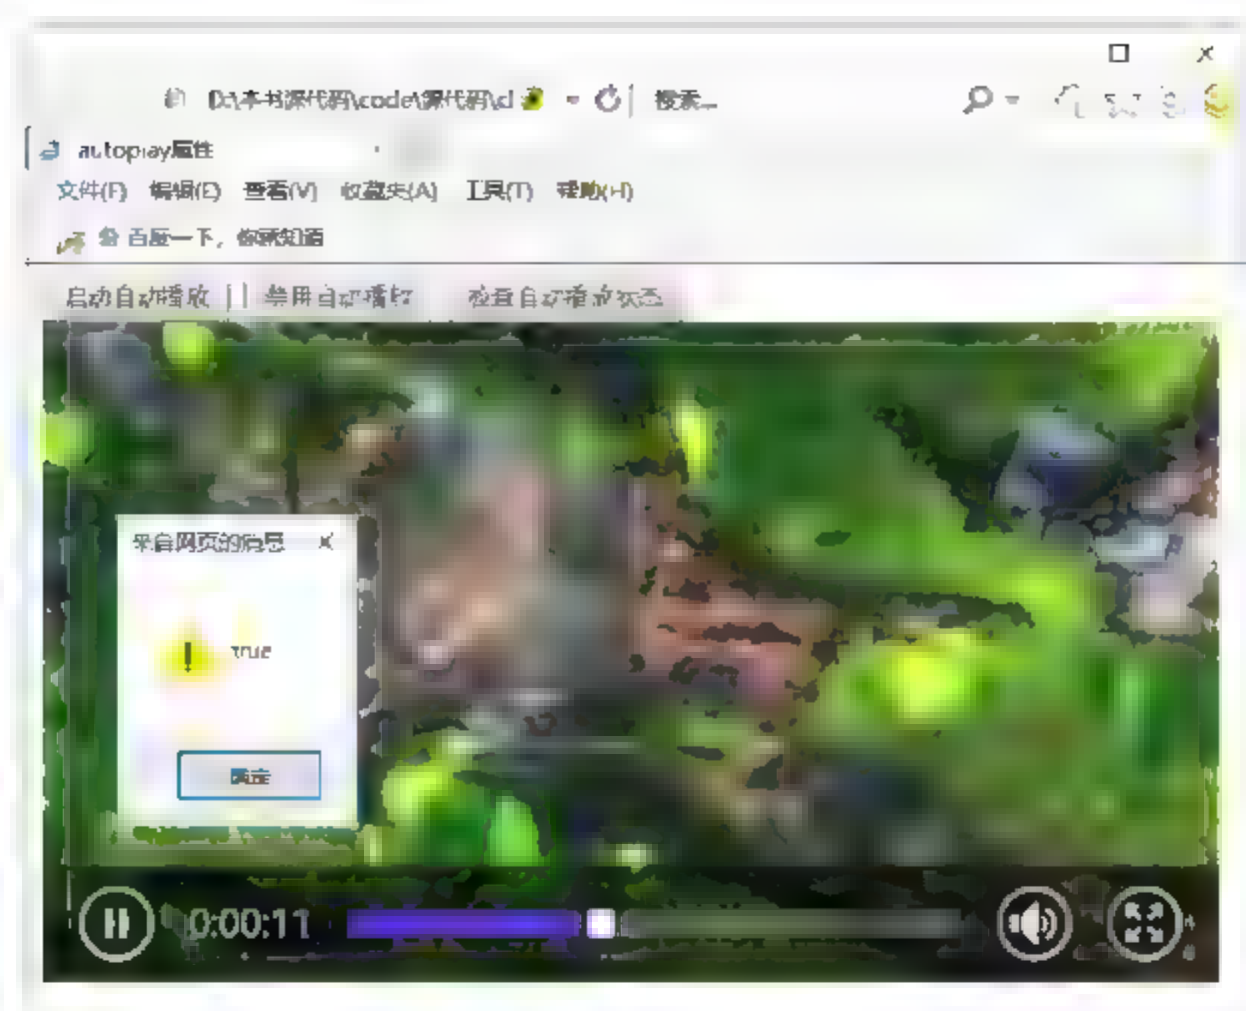 D:\本书源代码\code\源代码\cl 搜索...
autoplay属性
文件(F) 编辑(E) 查看(V) 收藏夹(A) 工具(T) 帮助(H)
百度一下，你就知道
启动自动播放 禁用自动播放 检查自动播放状态
来自网页的消息
true
确定
0:00:11